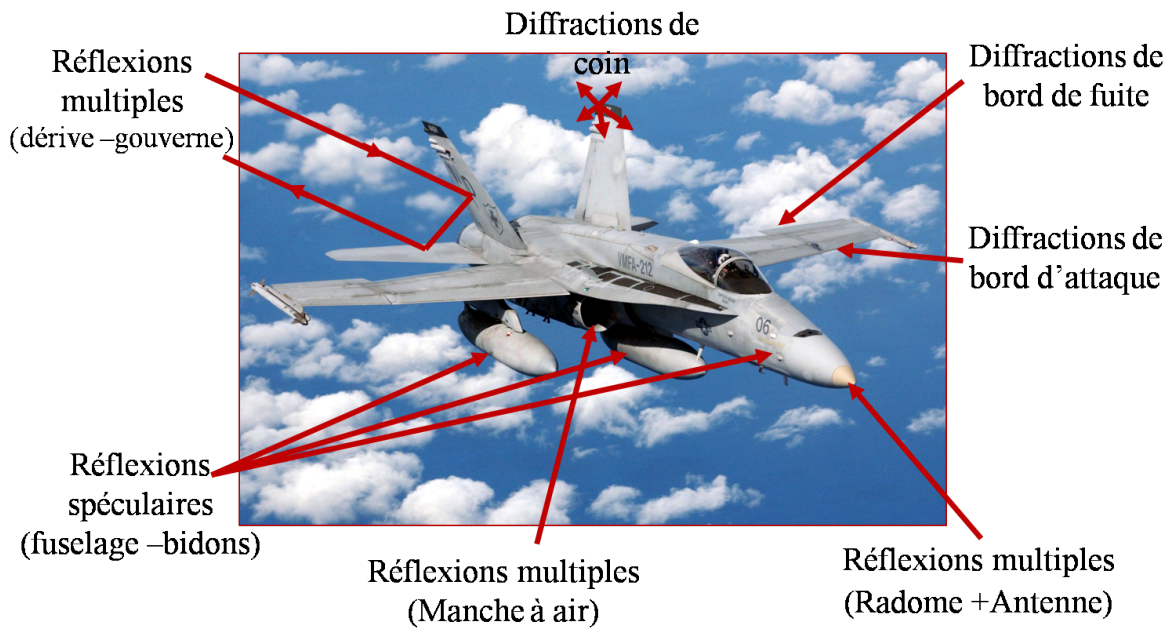 Diffractions de
coin
Réflexions
multiples
(dérive –gouverne)
Diffractions de
bord de fuite
Diffractions de
bord d’attaque
VMFA-212
06
Réflexions
spéculaires
(fuselage –bidons)
Réflexions multiples
(Manche à air)
Réflexions multiples
(Radome +Antenne)